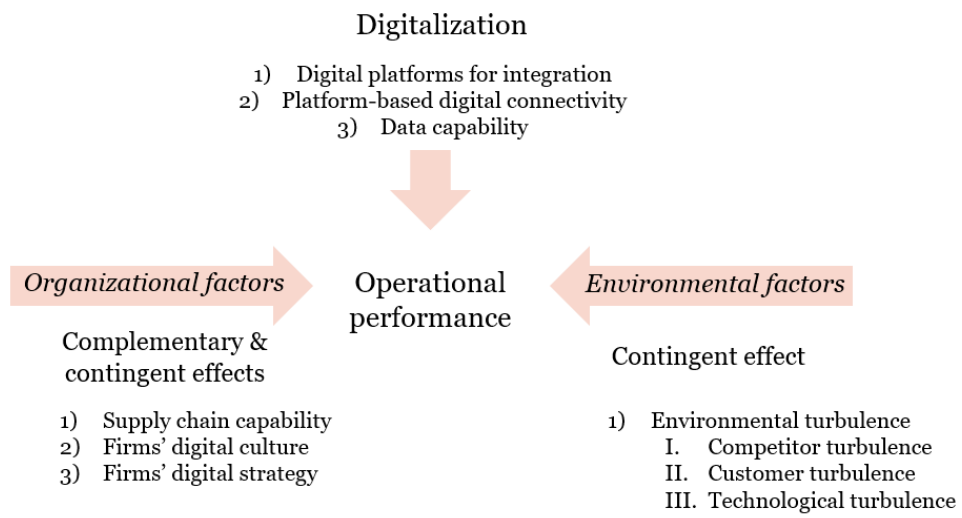 Digitalization
1) Digital platforms for integration
2) Platform-based digital connectivity
3) Data capability
Organizational factors
Operational
performance
Environmental factors
Complementary &
contingent effects
1) Supply chain capability
2) Firms’ digital culture
3) Firms’ digital strategy
Contingent effect
1) Environmental turbulence
I. Competitor turbulence
II. Customer turbulence
III. Technological turbulence